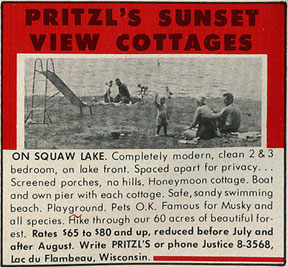 PRITZL'S SUNSET
VIEW COTTAGES
ON SQUAW LAKE. Completely modern, clean 2 & 3
bedroom, on lake front. Spaced apart for privacy...
Screened porches, no hills. Honeymoon cottage. Boat
and own pier with each cottage. Safe, sandy swimming
beach. Playground. Pets O.K. Famous for Musky and
all species. Hike through our 60 acres of beautiful for-
est. Rates $65 to $80 and up, reduced before July and
after August. Write PRITZL'S or phone Justice 8-3568,
Lac du Flambeau, Wisconsin.